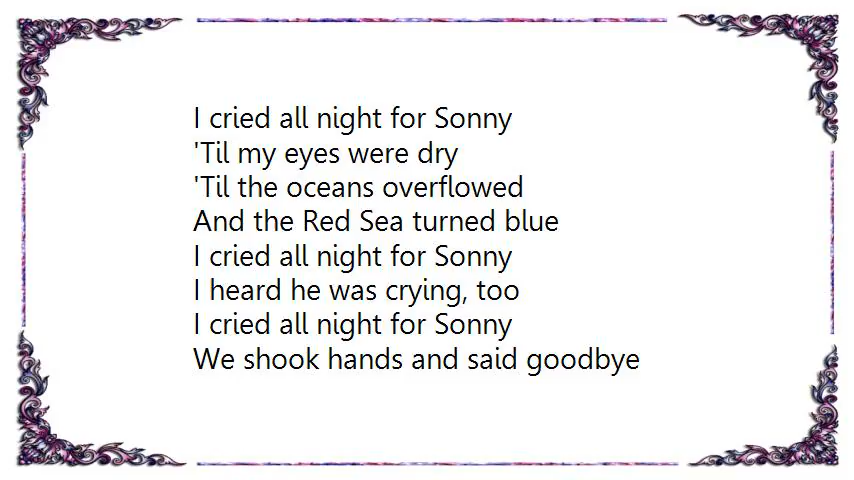 I cried all night for Sonny
'Til my eyes were dry
'Til the oceans overflowed
And the Red Sea turned blue
I cried all night for Sonny
I heard he was crying, too
I cried all night for Sonny
We shook hands and said goodbye